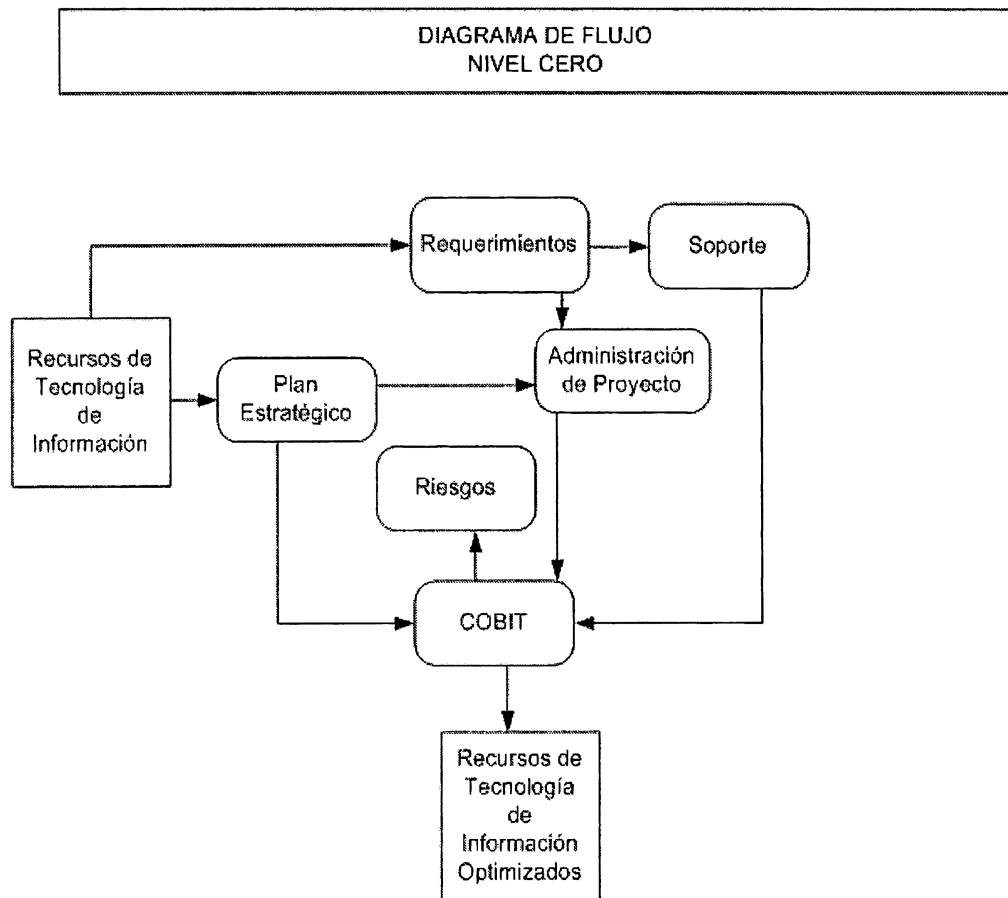 DIAGRAMA DE FLUJO
NIVEL CERO
Requerimientos
Soporte
Recursos de
Tecnología
de
Información
Plan
Estratégico
Administración
de Proyecto
Riesgos
COBIT
Recursos de
Tecnología
de
Información
Optimizados